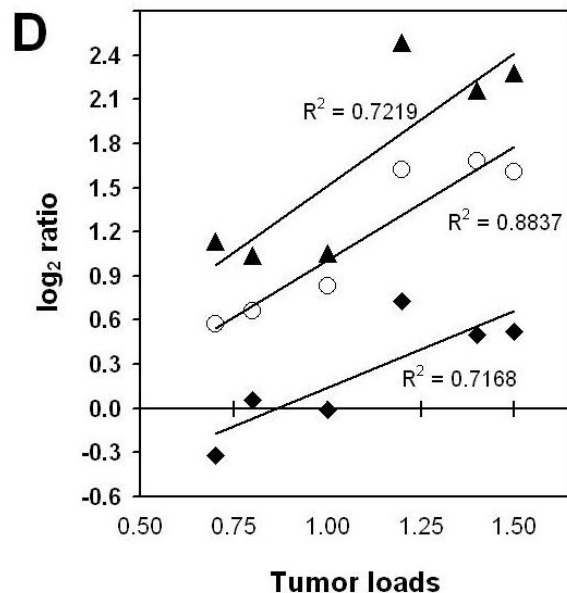 D
2.4
2.1
1.8
1.5
1.2
0.9
0.6
0.3
0.0
-0.3
-0.6
log₂ ratio
R² = 0.7219
R² = 0.8837
R² = 0.7168
0.50 0.75 1.00 1.25 1.50
Tumor loads